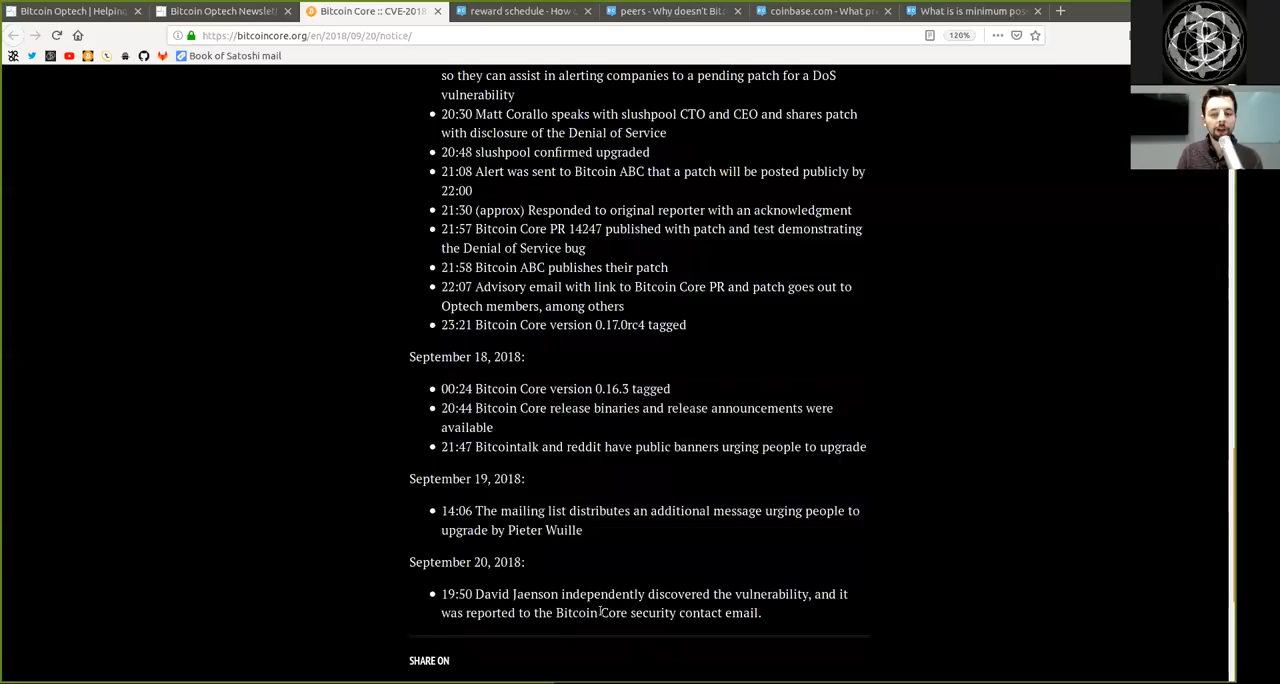 Bitcoin Optech | Helpin
Bitcoin Optech Newslet
Bitcoin Core :: CVE-2018
reward schedule - How
peers - Why doesn't Bitc
coinbase.com - What pr
What is is minimum po
https://bitcoincore.org/en/2018/09/20/notice/
120%
Book of Satoshi mail
so they can assist in alerting companies to a pending patch for a DoS
vulnerability
20:30 Matt Corallo speaks with slushpool CTO and CEO and shares patch
with disclosure of the Denial of Service
20:48 slushpool confirmed upgraded
21:08 Alert was sent to Bitcoin ABC that a patch will be posted publicly by
22:00
21:30 (approx) Responded to original reporter with an acknowledgment
21:57 Bitcoin Core PR 14247 published with patch and test demonstrating
the Denial of Service bug
21:58 Bitcoin ABC publishes their patch
22:07 Advisory email with link to Bitcoin Core PR and patch goes out to
Optech members, among others
23:21 Bitcoin Core version 0.17.0rc4 tagged
September 18, 2018:
00:24 Bitcoin Core version 0.16.3 tagged
20:44 Bitcoin Core release binaries and release announcements were
available
21:47 Bitcointalk and reddit have public banners urging people to upgrade
September 19, 2018:
14:06 The mailing list distributes an additional message urging people to
upgrade by Pieter Wuille
September 20, 2018:
19:50 David Jaenson independently discovered the vulnerability, and it
was reported to the Bitcoin Core security contact email.
SHARE ON